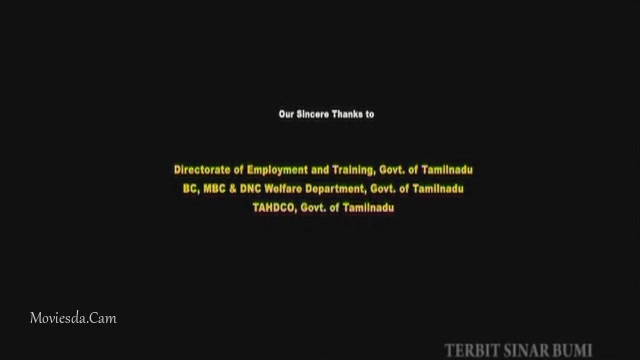 Our Sincere Thanks to
Directorate of Employment and Training, Govt. of Tamilnadu
BC, MBC & DNC Welfare Department, Govt. of Tamilnadu
TAHDCO, Govt. of Tamilnadu
Moviesda.Cam
TERBIT SINAR BUMI